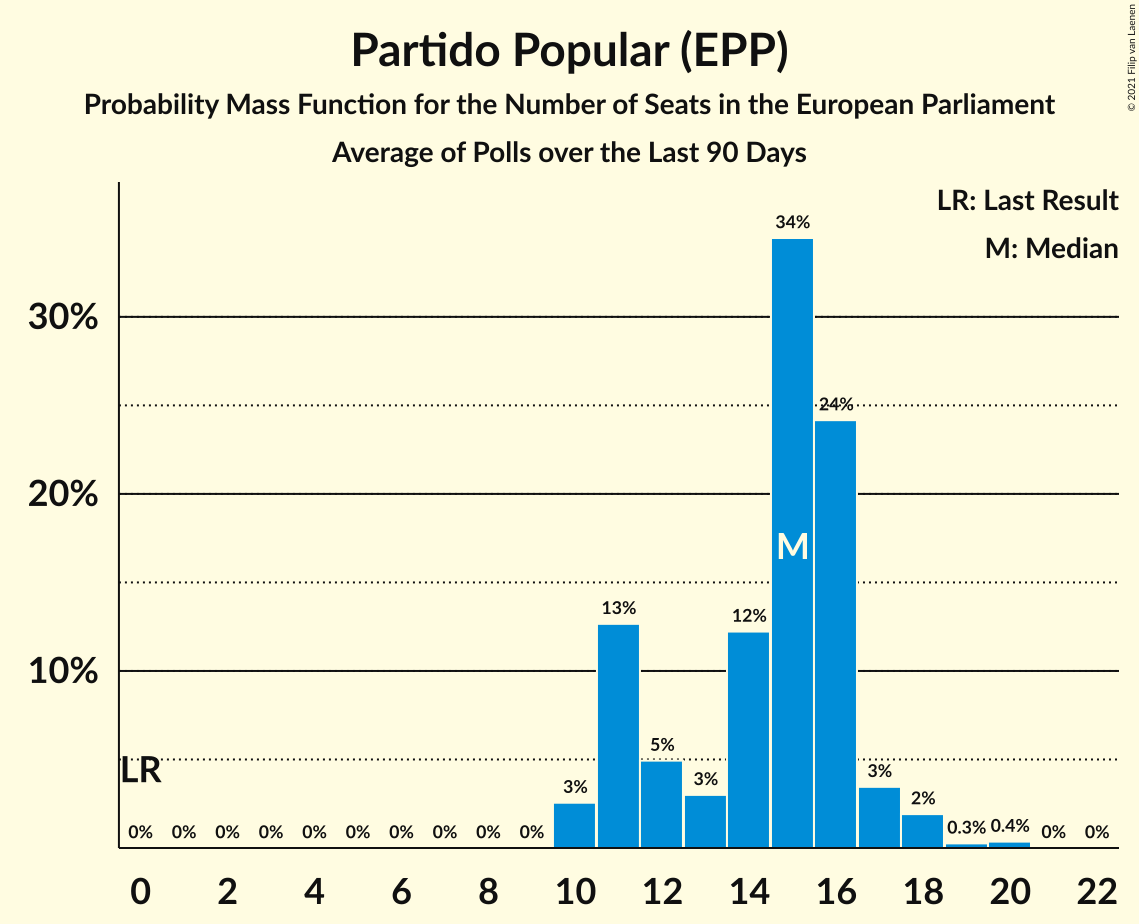 Partido Popular (EPP)
Probability Mass Function for the Number of Seats in the European Parliament
Average of Polls over the Last 90 Days
© 2021 Filip van Laenen
LR: Last Result
M: Median
34%
30%
24%
20%
M
13%
12%
10%
LR
5%
3%
3%
3%
2%
0% 0% 0% 0% 0% 0% 0% 0% 0% 0% 0.3% 0.4% 0% 0%
0 2 4 6 8 10 12 14 16 18 20 22